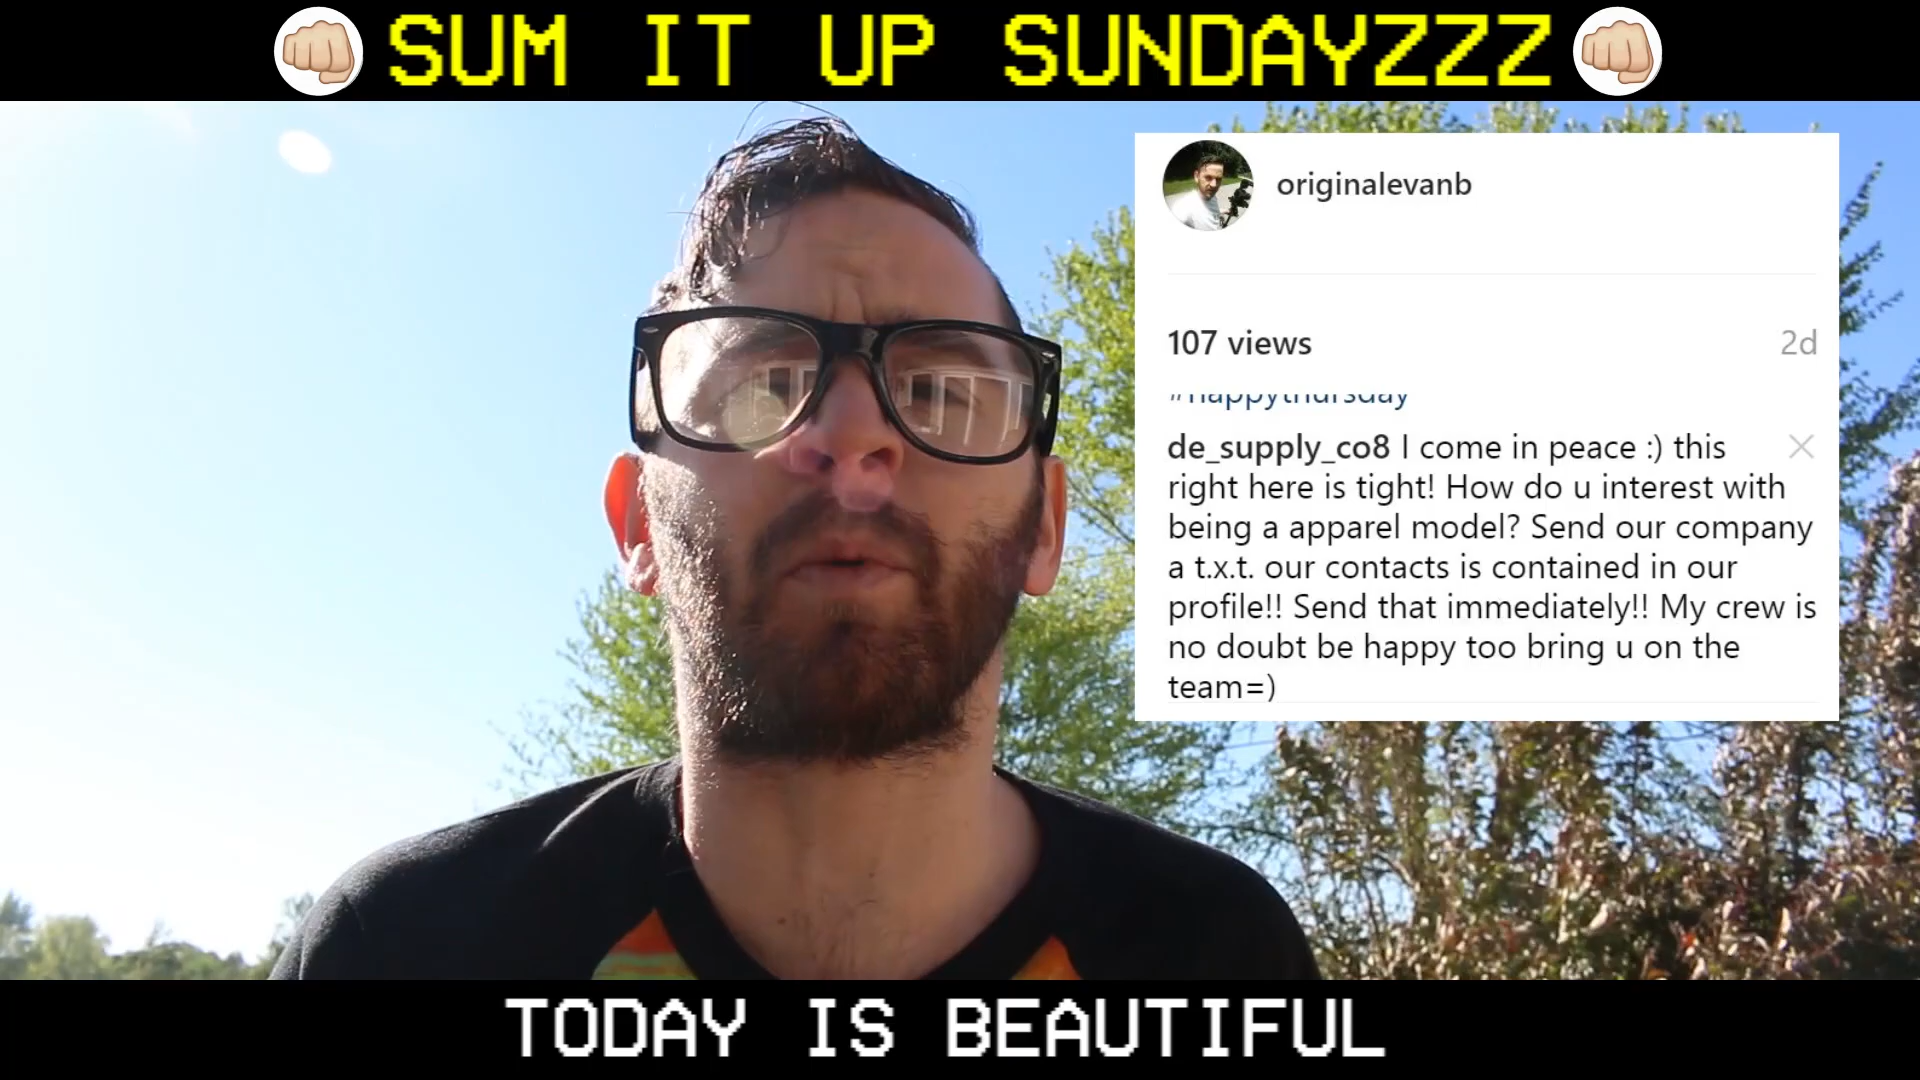 SUM IT UP SUNDAYZZZ
originalevanb
107 views 2d
#happythursday
de_supply_co8 I come in peace :) this
right here is tight! How do u interest with
being a apparel model? Send our company
a t.x.t. our contacts is contained in our
profile!! Send that immediately!! My crew is
no doubt be happy too bring u on the
team=)
TODAY IS BEAUTIFUL